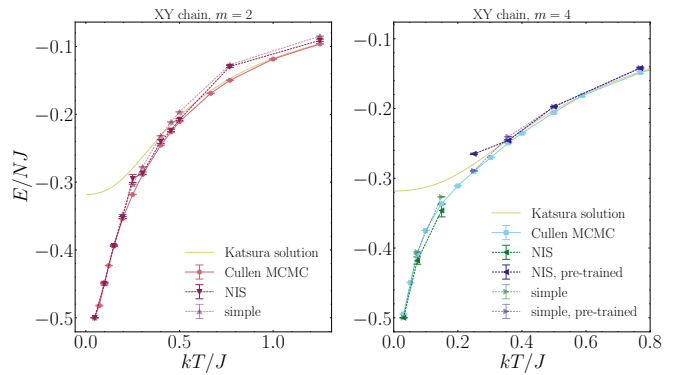 XY chain, m = 2
XY chain, m = 4
−0.1
−0.2
−0.3
−0.4
−0.5
E/NJ
Katsura solution
Cullen MCMC
NIS
simple
0.0
0.5
1.0
kT/J
−0.1
−0.2
−0.3
−0.4
−0.5
Katsura solution
Cullen MCMC
NIS
NIS, pre-trained
simple
simple, pre-trained
0.0
0.2
0.4
0.6
0.8
kT/J